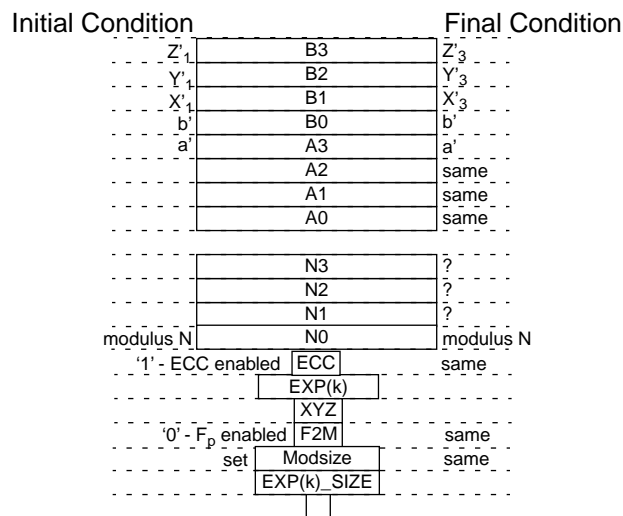 Initial Condition Final Condition
Z'1 B3 Z'3
Y'1 B2 Y'3
X'1 B1 X'3
b' B0 b'
a' A3 a'
A2 same
A1 same
A0 same
N3 ?
N2 ?
N1 ?
modulus N N0 modulus N
‘1’ - ECC enabled ECC same
EXP(k)
XYZ
‘0’ - Fp enabled F2M same
set Modsize same
EXP(k)_SIZE